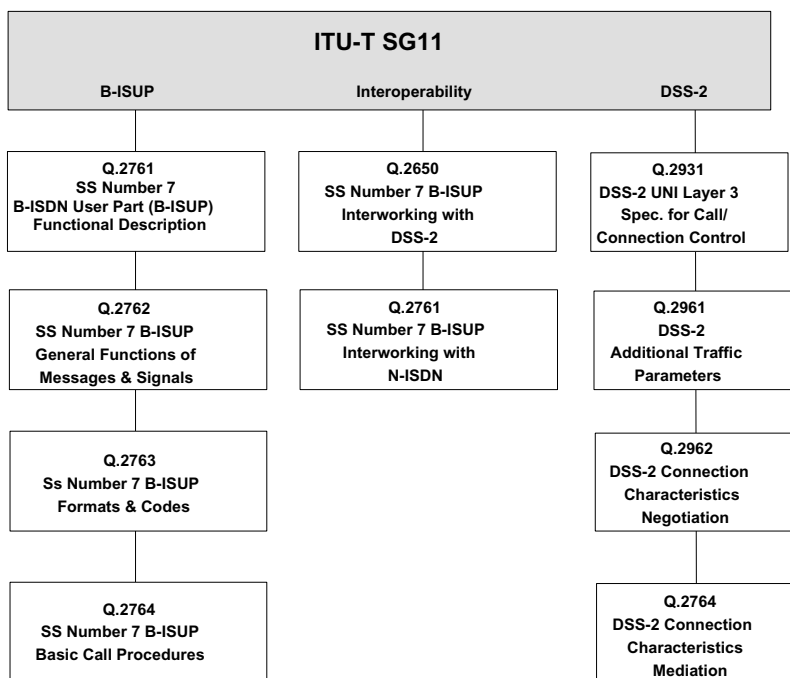 ITU-T SG11
B-ISUP
Interoperability
DSS-2
Q.2761
SS Number 7
B-ISDN User Part (B-ISUP)
Functional Description
Q.2762
SS Number 7 B-ISUP
General Functions of
Messages & Signals
Q.2763
Ss Number 7 B-ISUP
Formats & Codes
Q.2764
SS Number 7 B-ISUP
Basic Call Procedures
Q.2650
SS Number 7 B-ISUP
Interworking with
DSS-2
Q.2761
SS Number 7 B-ISUP
Interworking with
N-ISDN
Q.2931
DSS-2 UNI Layer 3
Spec. for Call/
Connection Control
Q.2961
DSS-2
Additional Traffic
Parameters
Q.2962
DSS-2 Connection
Characteristics
Negotiation
Q.2764
DSS-2 Connection
Characteristics
Mediation